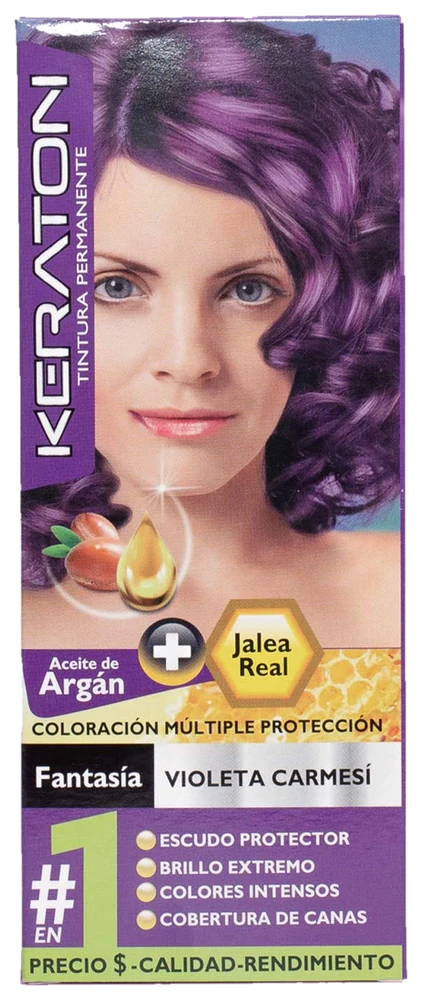 KERATON
TINTURA PERMANENTE
Aceite de
Argán
+
Jalea
Real
COLORACIÓN MÚLTIPLE PROTECCIÓN
Fantasía
VIOLETA CARMESÍ
#1
EN
ESCUDO PROTECTOR
BRILLO EXTREMO
COLORES INTENSOS
COBERTURA DE CANAS
PRECIO $-CALIDAD-RENDIMIENTO